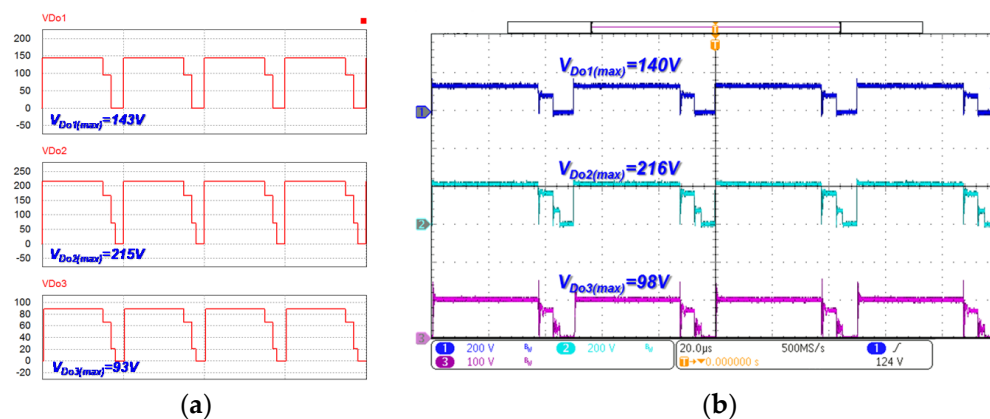 VDo1
200
150
100
50
0
-50
VDo1(max)=143V
VDo2
250
200
150
100
50
0
-50
VDo2(max)=215V
VDo3
100
80
60
40
20
0
-20
VDo3(max)=93V
(a)
T
T
VDo1(max)=140V
1
VDo2(max)=216V
2
VDo3(max)=98V
3
1 200 V BW 2 200 V BW 20.0µs 500MS/s 1
3 100 V BW T→▼0.000000 s 124 V
(b)